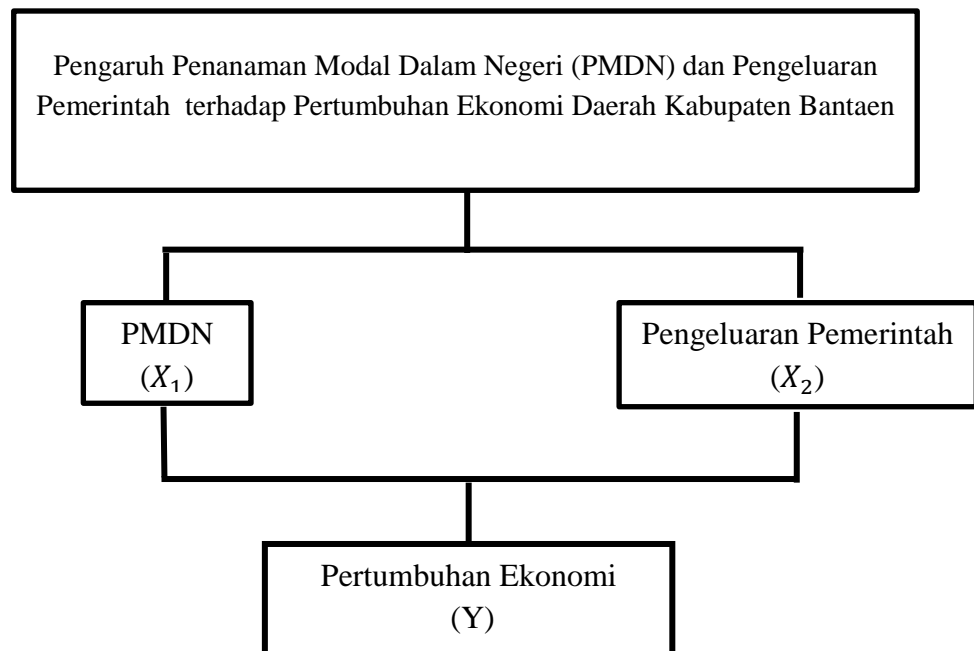 Pengaruh Penanaman Modal Dalam Negeri (PMDN) dan Pengeluaran
Pemerintah terhadap Pertumbuhan Ekonomi Daerah Kabupaten Bantaen
PMDN
(X₁)
Pengeluaran Pemerintah
(X₂)
Pertumbuhan Ekonomi
(Y)